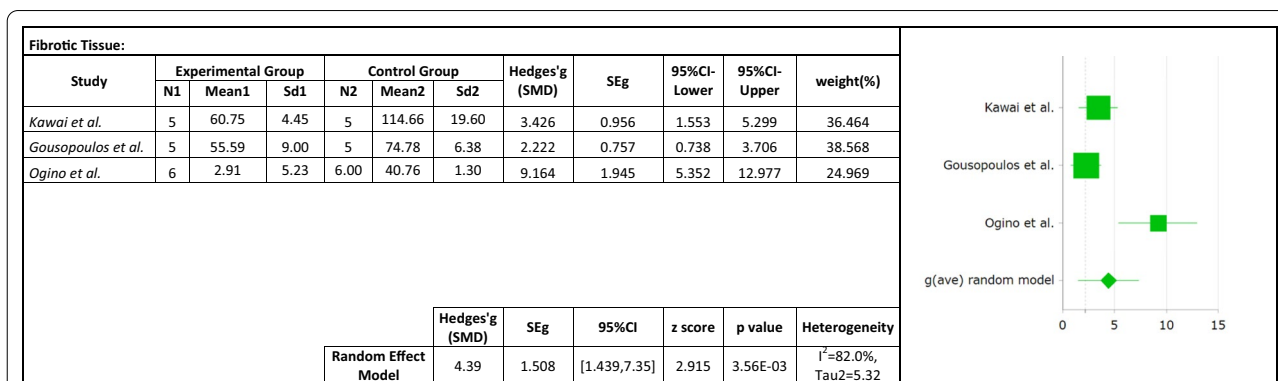 Fibrotic Tissue:
Study Experimental Group Control Group Hedges'g (SMD) SEg 95%CI-Lower 95%CI-Upper weight(%)
N1 Mean1 Sd1 N2 Mean2 Sd2
Kawai et al. 5 60.75 4.45 5 114.66 19.60 3.426 0.956 1.553 5.299 36.464
Gousopoulos et al. 5 55.59 9.00 5 74.78 6.38 2.222 0.757 0.738 3.706 38.568
Ogino et al. 6 2.91 5.23 6.00 40.76 1.30 9.164 1.945 5.352 12.977 24.969
Hedges'g (SMD) SEg 95%CI z score p value Heterogeneity
Random Effect Model 4.39 1.508 [1.439,7.35] 2.915 3.56E-03 I²=82.0%, Tau2=5.32
Kawai et al.
Gousopoulos et al.
Ogino et al.
g(ave) random model
0 5 10 15